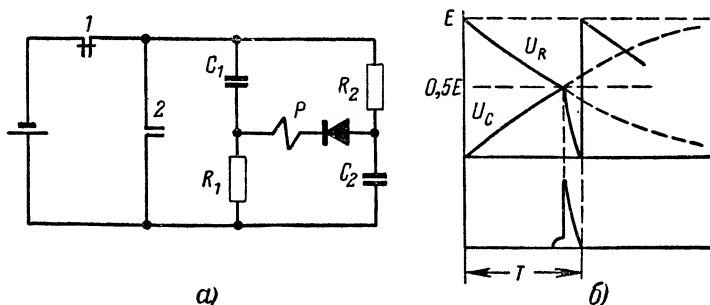 1
2
C₁
R₁
P
R₂
C₂
а)
E
0,5E
U_R
U_C
T
б)